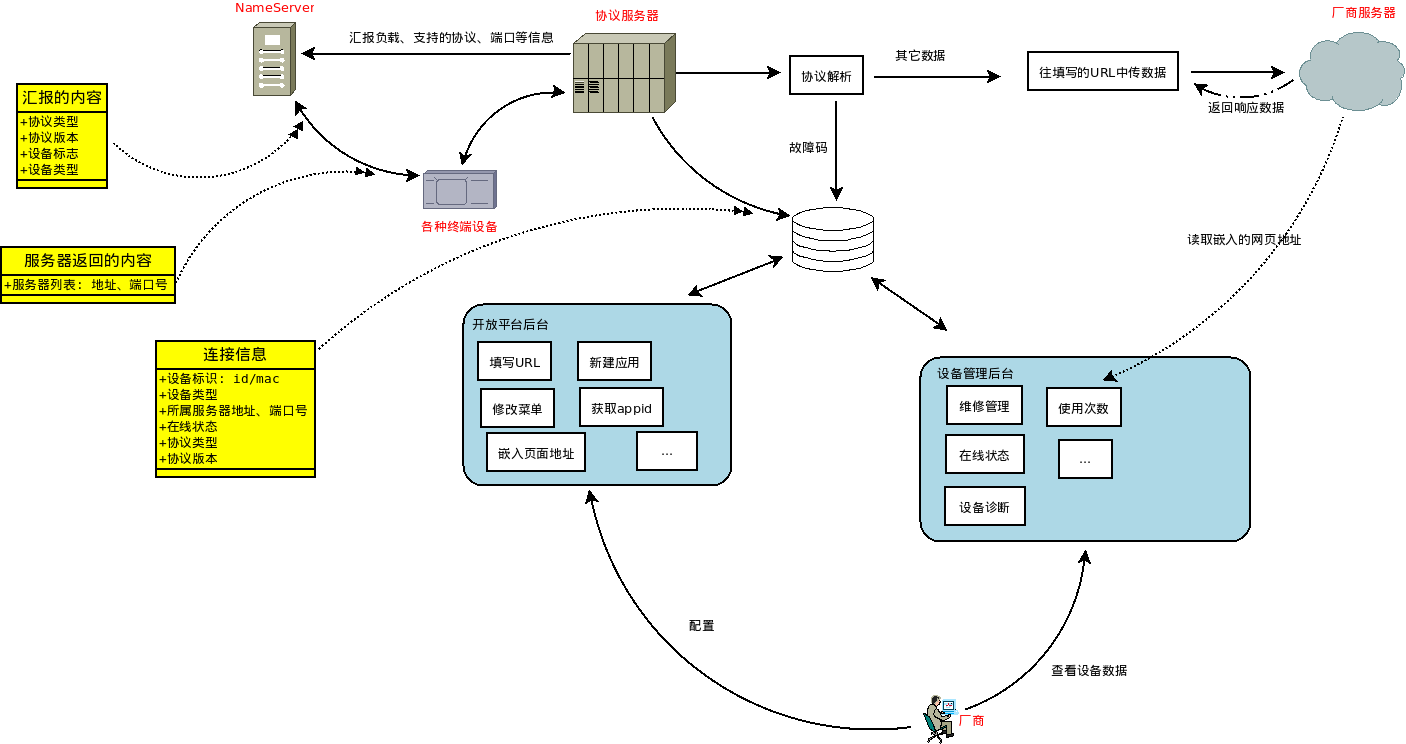 NameServer
协议服务器
厂商服务器
汇报负载、支持的协议、端口等信息
其它数据
协议解析
往填写的URL中传数据
返回响应数据
汇报的内容
+协议类型
+协议版本
+设备标志
+设备类型
故障码
各种终端设备
读取嵌入的网页地址
服务器返回的内容
+服务器列表: 地址、端口号
开放平台后台
填写URL
新建应用
修改菜单
获取appid
嵌入页面地址
...
连接信息
+设备标识: id/mac
+设备类型
+所属服务器地址、端口号
+在线状态
+协议类型
+协议版本
设备管理后台
维修管理
使用次数
在线状态
...
设备诊断
配置
查看设备数据
厂商